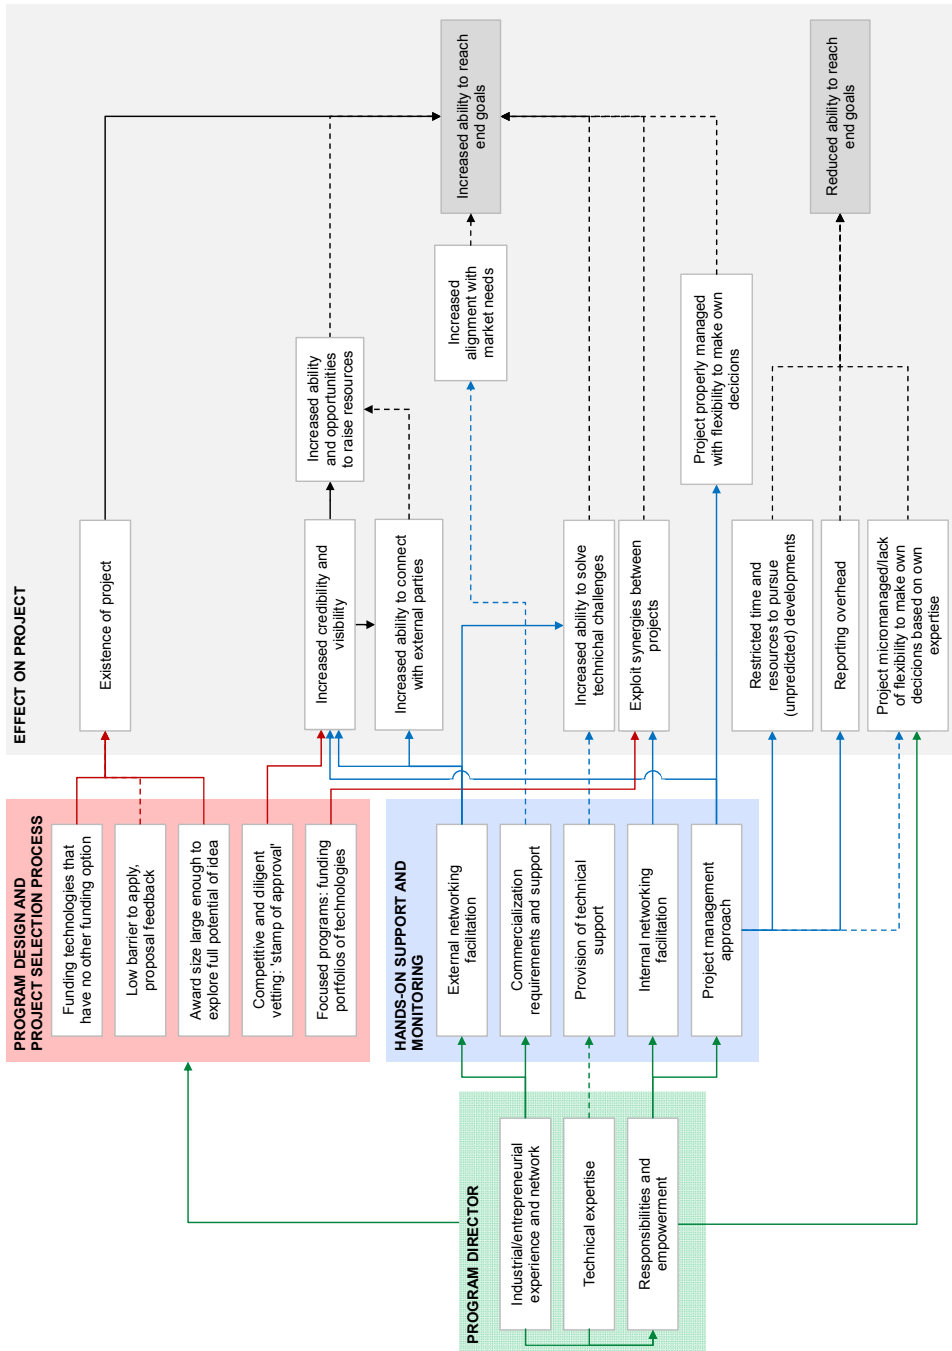 PROGRAM DIRECTOR
Industrial/entrepreneurial
experience and network
Technical expertise
Responsibilities and
empowerment
PROGRAM DESIGN AND
PROJECT SELECTION PROCESS
Funding technologies that
have no other funding option
Low barrier to apply,
proposal feedback
Award size large enough to
explore full potential of idea
Competitive and diligent
vetting: 'stamp of approval'
Focused programs: funding
portfolios of technologies
HANDS-ON SUPPORT AND
MONITORING
External networking
facilitation
Commercialization
requirements and support
Provision of technical
support
Internal networking
facilitation
Project management
approach
EFFECT ON PROJECT
Existence of project
Increased credibility and
visibility
Increased ability to connect
with external parties
Increased ability to solve
technichal challenges
Exploit synergies between
projects
Restricted time and
resources to pursue
(unpredicted) developments
Reporting overhead
Project micromanaged/lack
of flexibility to make own
decisions based on own
expertise
Increased ability
and opportunities
to raise resources
Increased
alignment with
market needs
Project properly managed
with flexibility to make own
decicions
Increased ability to reach
end goals
Reduced ability to reach
end goals